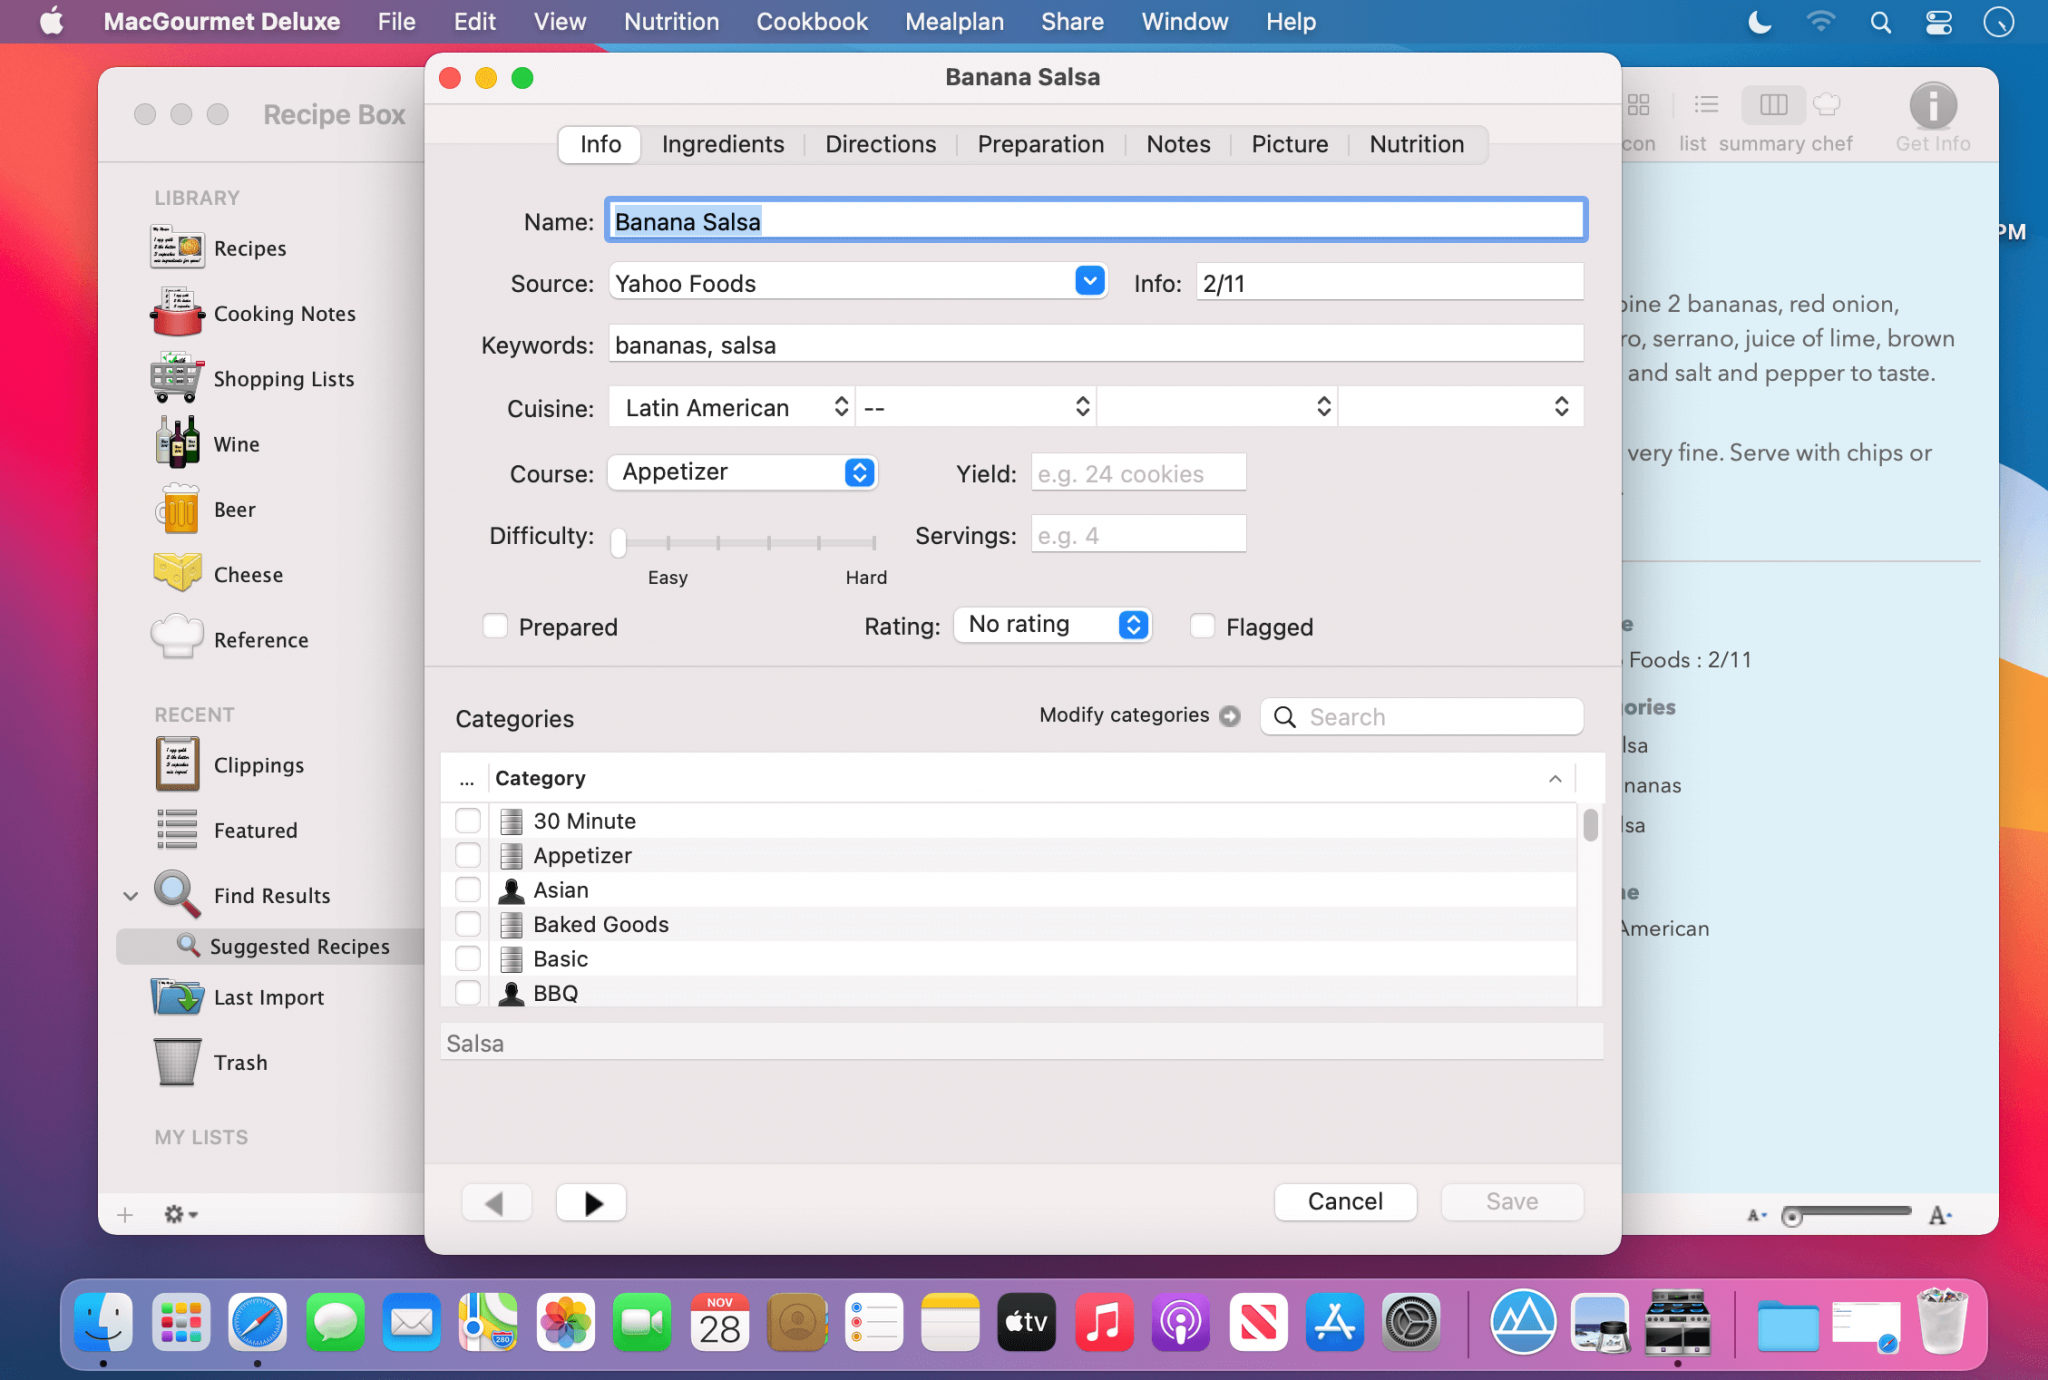 MacGourmet Deluxe File Edit View Nutrition Cookbook Mealplan Share Window Help
Recipe Box
LIBRARY
Recipes
Cooking Notes
Shopping Lists
Wine
Beer
Cheese
Reference
RECENT
Clippings
Featured
Find Results
Suggested Recipes
Last Import
Trash
MY LISTS
Banana Salsa
Info Ingredients Directions Preparation Notes Picture Nutrition
Name: Banana Salsa
Source: Yahoo Foods Info: 2/11
Keywords: bananas, salsa
Cuisine: Latin American --
Course: Appetizer Yield: e.g. 24 cookies
Difficulty: Servings: e.g. 4
Easy Hard
Prepared Rating: No rating Flagged
Categories Modify categories Search
... Category
30 Minute
Appetizer
Asian
Baked Goods
Basic
BBQ
Salsa
Cancel Save
con list summary chef Get Info
PM
bine 2 bananas, red onion,
ro, serrano, juice of lime, brown
and salt and pepper to taste.
very fine. Serve with chips or
e
Foods : 2/11
ories
lsa
nanas
lsa
ne
American
A A
NOV
28
280
tv